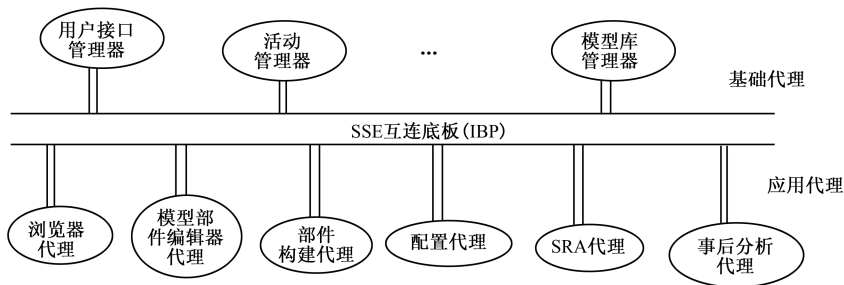 用户接口
管理器
活动
管理器
...
模型库
管理器
基础代理
SSE互连底板(IBP)
应用代理
浏览器
代理
模型部
件编辑器
代理
部件
构建代理
配置代理
SRA代理
事后分析
代理